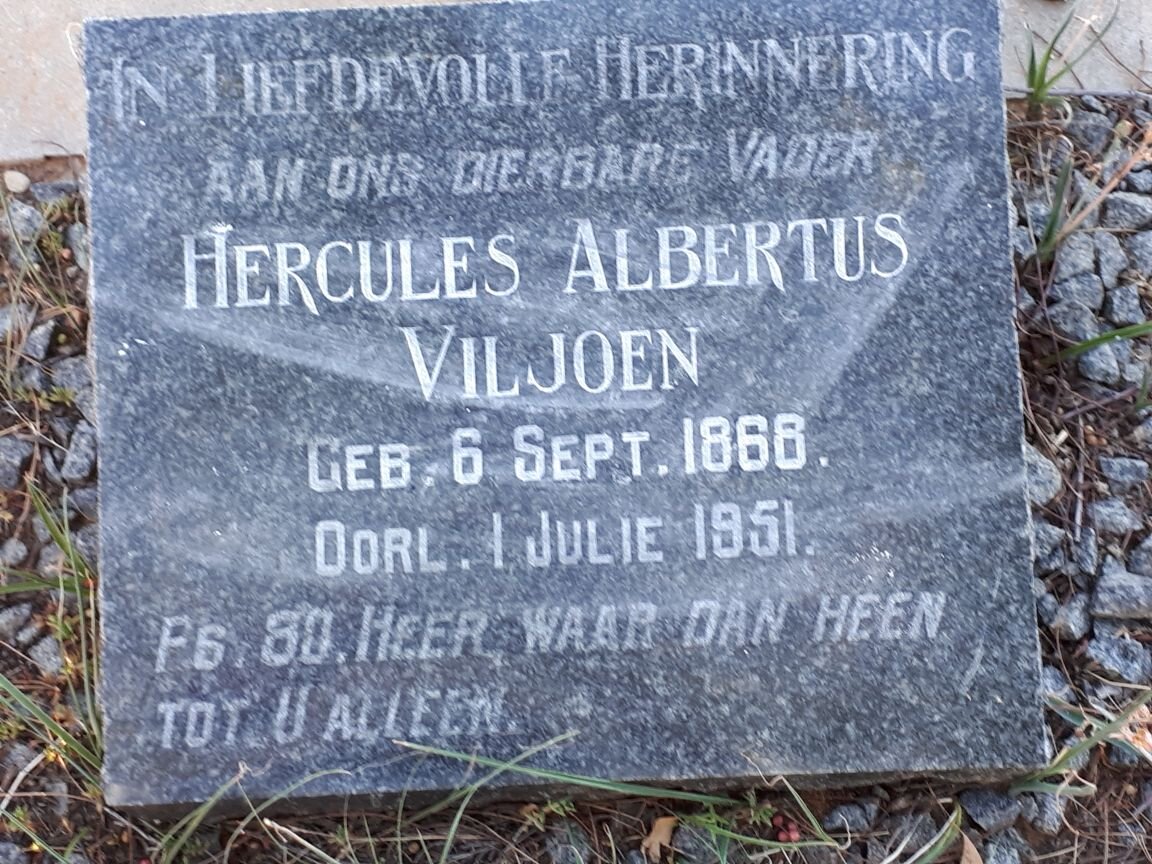 In Liefdevolle Herinnering
aan ons dierbare Vader
Hercules Albertus
Viljoen
Geb. 6 Sept. 1868.
Oorl. 1 Julie 1951.
Ps. 80. Heer, waar dan heen
tot U alleen.